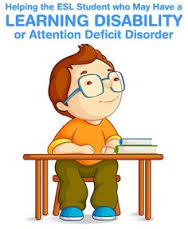 Helping the ESL Student who May Have a
LEARNING DISABILITY
or Attention Deficit Disorder